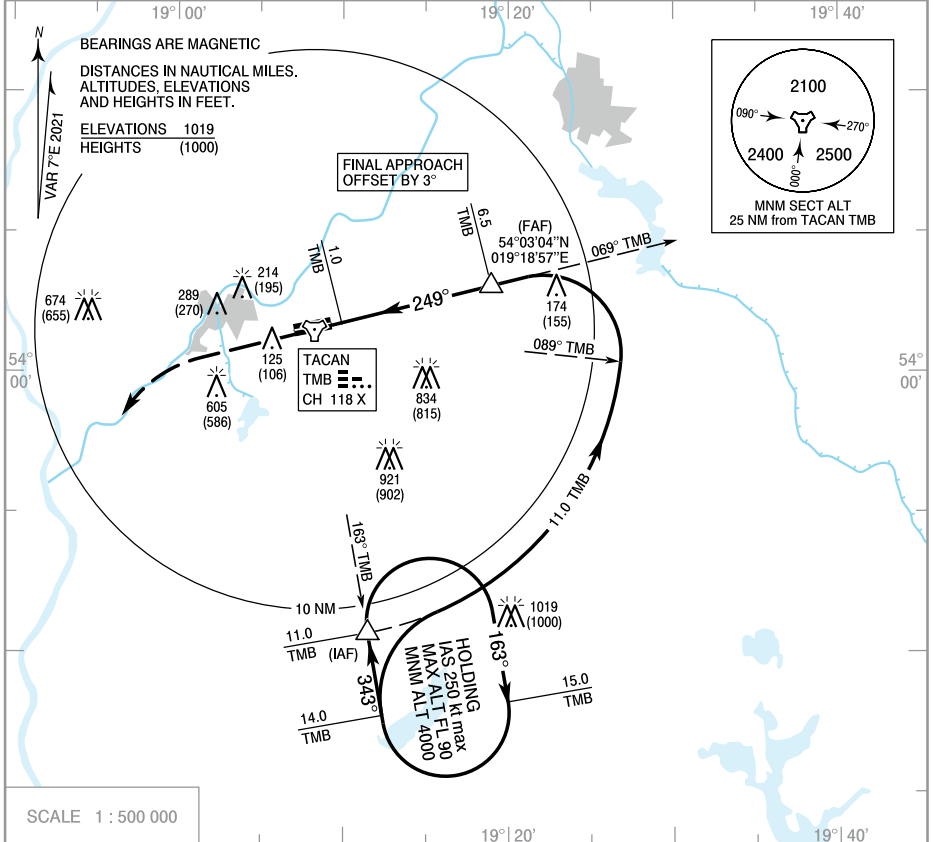 19° 00'
19° 20'
19° 40'
N
VAR 7°E 2021
BEARINGS ARE MAGNETIC
DISTANCES IN NAUTICAL MILES.
ALTITUDES, ELEVATIONS
AND HEIGHTS IN FEET.
ELEVATIONS 1019
HEIGHTS (1000)
FINAL APPROACH
OFFSET BY 3°
2100
090°
270°
2400
2500
000°
MNM SECT ALT
25 NM from TACAN TMB
6.5
TMB
(FAF)
54°03'04"N
019°18'57"E
069° TMB
1.0
TMB
214
(195)
289
(270)
674
(655)
249°
174
(155)
089° TMB
125
(106)
TACAN
TMB
CH 118 X
605
(586)
834
(815)
54°
00'
54°
00'
921
(902)
11.0 TMB
163° TMB
10 NM
1019
(1000)
11.0
TMB
(IAF)
343°
HOLDING
IAS 250 kt max
MAX ALT FL 90
MNM ALT 4000
163°
15.0
TMB
14.0
TMB
SCALE 1 : 500 000
19° 20'
19° 40'